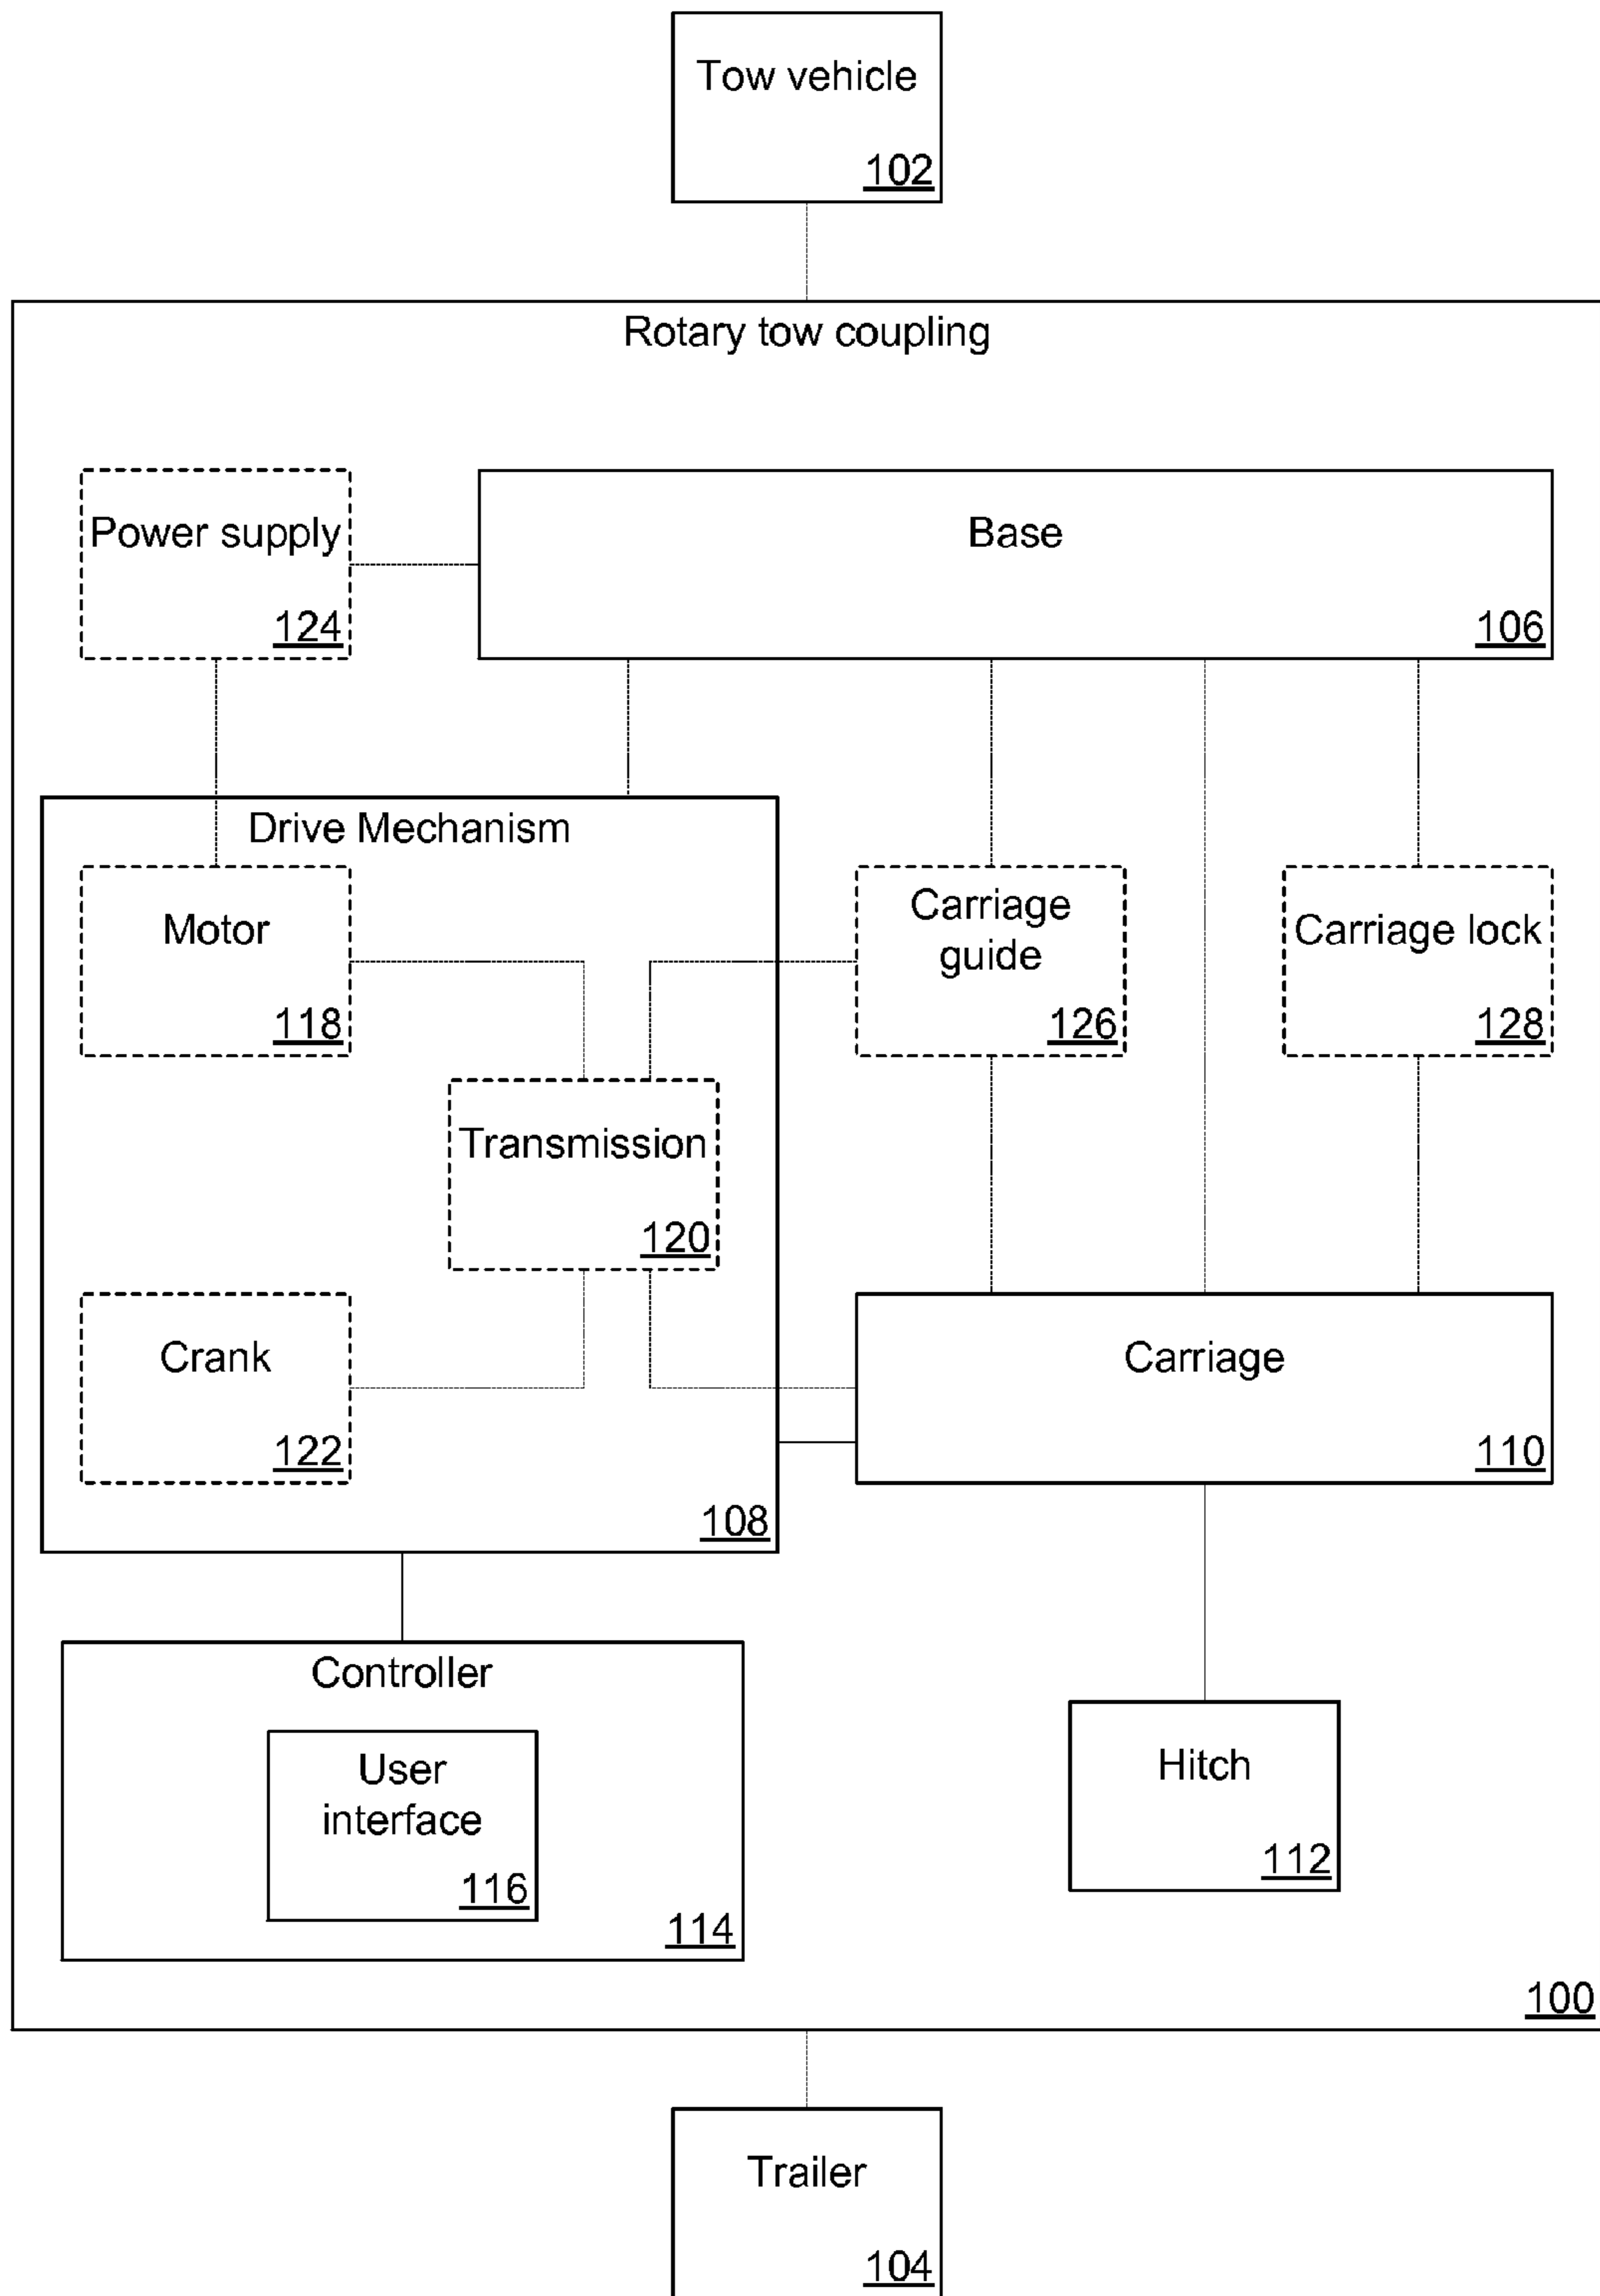 Tow vehicle
102
Rotary tow coupling
Power supply
124
Base
106
Drive Mechanism
Motor
118
Carriage
guide
126
Carriage lock
128
Transmission
120
Crank
122
Carriage
110
108
Controller
User
interface
116
114
Hitch
112
100
Trailer
104